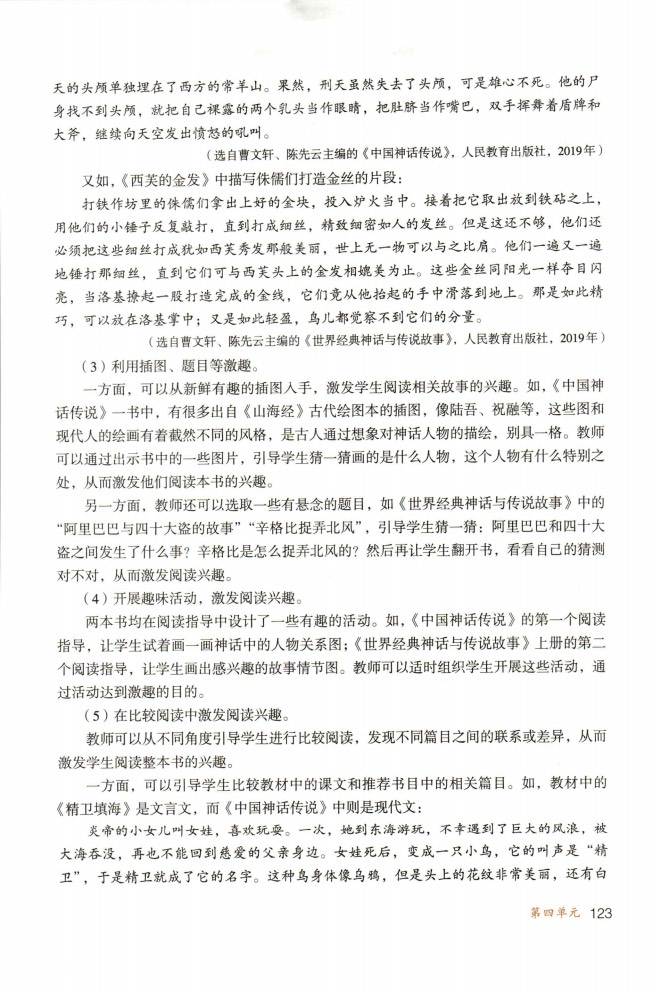 天的头颅单独埋在了西方的常羊山。果然，刑天虽然失去了头颅，可是雄心不死。他的尸
身找不到头颅，就把自己裸露的两个乳头当作眼睛，把肚脐当作嘴巴，双手挥舞着盾牌和
大斧，继续向天空发出愤怒的吼叫。
（选自曹文轩、陈先云主编的《中国神话传说》，人民教育出版社，2019年）
又如，《西芙的金发》中描写侏儒们打造金丝的片段：
打铁作坊里的侏儒们拿出上好的金块，投入炉火当中。接着把它取出放到铁砧之上，
用他们的小锤子反复敲打，直到打成细丝，精致细密如人的发丝。但是这还不够，他们还
必须把这些细丝打成犹如西芙秀发那般美丽，世上无一物可以与之比肩。他们一遍又一遍
地锤打那细丝，直到它们可与西芙头上的金发相媲美为止。这些金丝同阳光一样夺目闪
亮，当洛基撩起一股打造完成的金线，它们竟从他抬起的手中滑落到地上。那是如此精
巧，可以放在洛基掌中；又是如此轻盈，鸟儿都觉察不到它们的分量。
（选自曹文轩、陈先云主编的《世界经典神话与传说故事》，人民教育出版社，2019年）
（3）利用插图、题目等激趣。
一方面，可以从新鲜有趣的插图入手，激发学生阅读相关故事的兴趣。如，《中国神
话传说》一书中，有很多出自《山海经》古代绘图本的插图，像陆吾、祝融等，这些图和
现代人的绘画有着截然不同的风格，是古人通过想象对神话人物的描绘，别具一格。教师
可以通过出示书中的一些图片，引导学生猜一猜画的是什么人物，这个人物有什么特别之
处，从而激发他们阅读本书的兴趣。
另一方面，教师还可以选取一些有悬念的题目，如《世界经典神话与传说故事》中的
“阿里巴巴与四十大盗的故事”“辛格比捉弄北风”，引导学生猜一猜：阿里巴巴和四十大
盗之间发生了什么事？辛格比是怎么捉弄北风的？然后再让学生翻开书，看看自己的猜测
对不对，从而激发阅读兴趣。
（4）开展趣味活动，激发阅读兴趣。
两本书均在阅读指导中设计了一些有趣的活动。如，《中国神话传说》的第一个阅读
指导，让学生试着画一画神话中的人物关系图；《世界经典神话与传说故事》上册的第二
个阅读指导，让学生画出感兴趣的故事情节图。教师可以适时组织学生开展这些活动，通
过活动达到激趣的目的。
（5）在比较阅读中激发阅读兴趣。
教师可以从不同角度引导学生进行比较阅读，发现不同篇目之间的联系或差异，从而
激发学生阅读整本书的兴趣。
一方面，可以引导学生比较教材中的课文和推荐书目中的相关篇目。如，教材中的
《精卫填海》是文言文，而《中国神话传说》中则是现代文：
炎帝的小女儿叫女娃，喜欢玩耍。一次，她到东海游玩，不幸遇到了巨大的风浪，被
大海吞没，再也不能回到慈爱的父亲身边。女娃死后，变成一只小鸟，它的叫声是“精
卫”，于是精卫就成了它的名字。这种鸟身体像乌鸦，但是头上的花纹非常美丽，还有白
第四单元 123